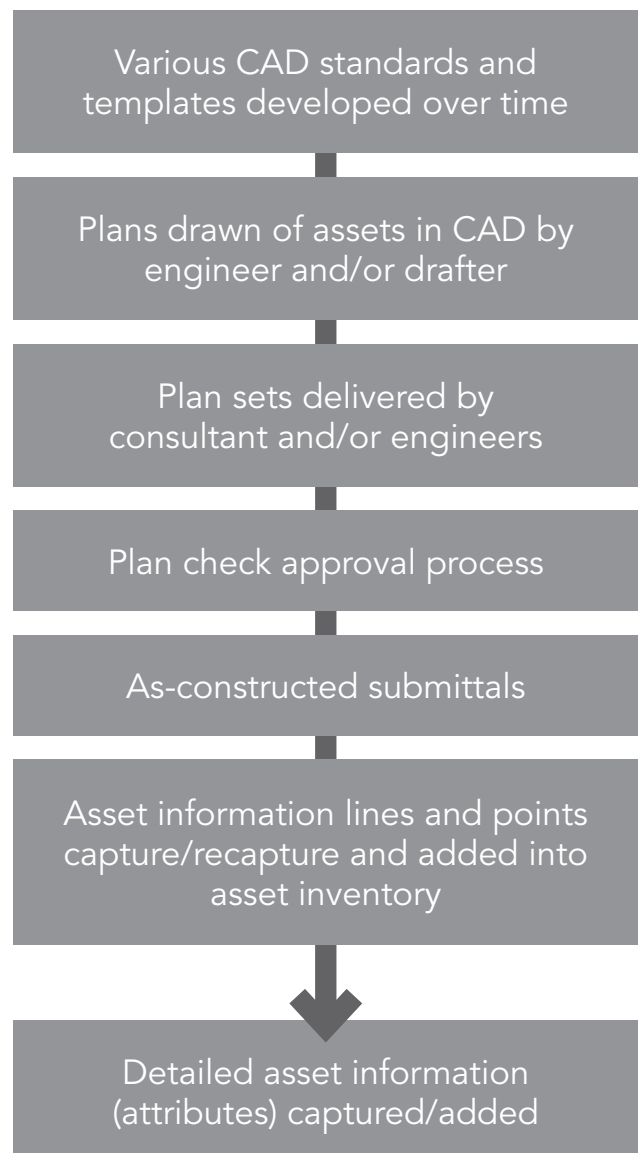 Various CAD standards and
templates developed over time
Plans drawn of assets in CAD by
engineer and/or drafter
Plan sets delivered by
consultant and/or engineers
Plan check approval process
As-constructed submittals
Asset information lines and points
capture/recapture and added into
asset inventory
Detailed asset information
(attributes) captured/added